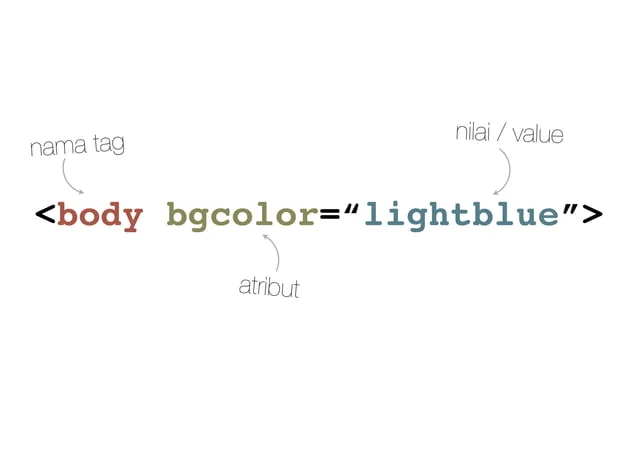 nama tag
nilai / value
<body bgcolor=“lightblue”>
atribut